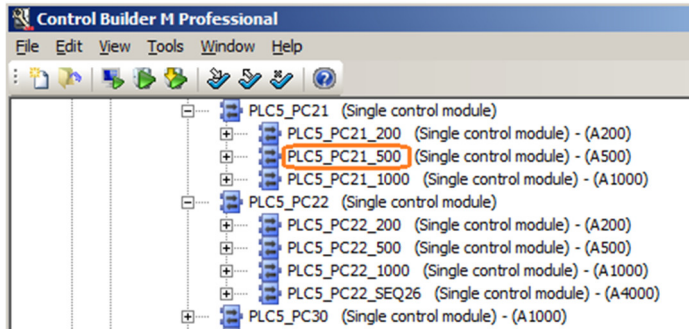 Control Builder M Professional
File Edit View Tools Window Help
PLC5_PC21 (Single control module)
PLC5_PC21_200 (Single control module) - (A200)
PLC5_PC21_500 (Single control module) - (A500)
PLC5_PC21_1000 (Single control module) - (A1000)
PLC5_PC22 (Single control module)
PLC5_PC22_200 (Single control module) - (A200)
PLC5_PC22_500 (Single control module) - (A500)
PLC5_PC22_1000 (Single control module) - (A1000)
PLC5_PC22_SEQ26 (Single control module) - (A4000)
PLC5_PC30 (Single control module) - (A1000)